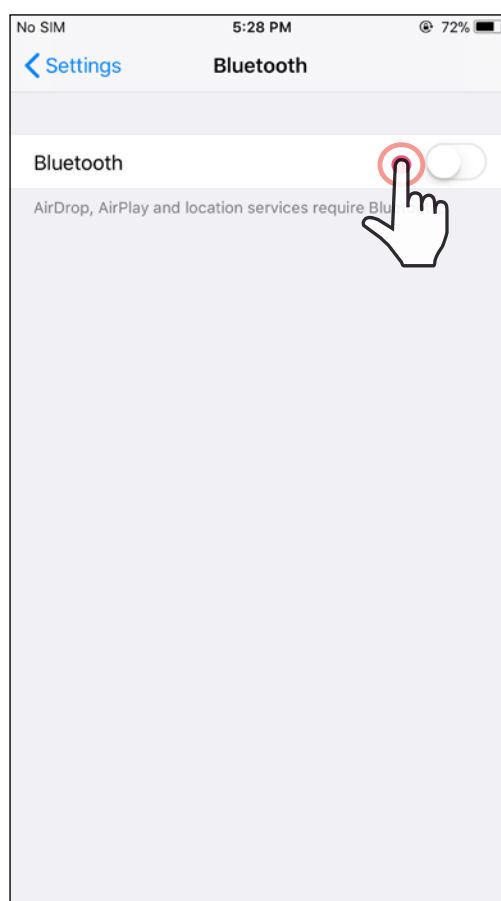 No SIM 5:28 PM 72%
Settings Bluetooth
Bluetooth
AirDrop, AirPlay and location services require